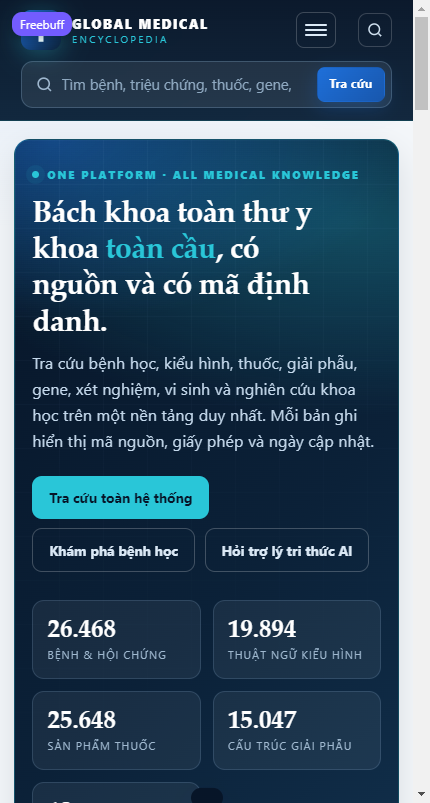 Freebuff
GLOBAL MEDICAL
ENCYCLOPEDIA
Tìm bệnh, triệu chứng, thuốc, gene,
Tra cứu
ONE PLATFORM · ALL MEDICAL KNOWLEDGE
Bách khoa toàn thư y
khoa toàn cầu, có
nguồn và có mã định
danh.
Tra cứu bệnh học, kiểu hình, thuốc, giải phẫu,
gene, xét nghiệm, vi sinh và nghiên cứu khoa
học trên một nền tảng duy nhất. Mỗi bản ghi
hiển thị mã nguồn, giấy phép và ngày cập nhật.
Tra cứu toàn hệ thống
Khám phá bệnh học
Hỏi trợ lý tri thức AI
26.468
19.894
BỆNH & HỘI CHỨNG
THUẬT NGỮ KIỂU HÌNH
25.648
15.047
SẢN PHẨM THUỐC
CẤU TRÚC GIẢI PHẪU